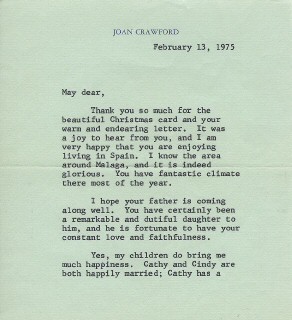 JOAN CRAWFORD
February 13, 1975
May dear,
Thank you so much for the
beautiful Christmas card and your
warm and endearing letter. It was
a joy to hear from you, and I am
very happy that you are enjoying
living in Spain. I know the area
around Malaga, and it is indeed
glorious. You have fantastic climate
there most of the year.
I hope your father is coming
along well. You have certainly been
a remarkable and dutiful daughter to
him, and he is fortunate to have your
constant love and faithfulness.
Yes, my children do bring me
much happiness. Cathy and Cindy are
both happily married; Cathy has a